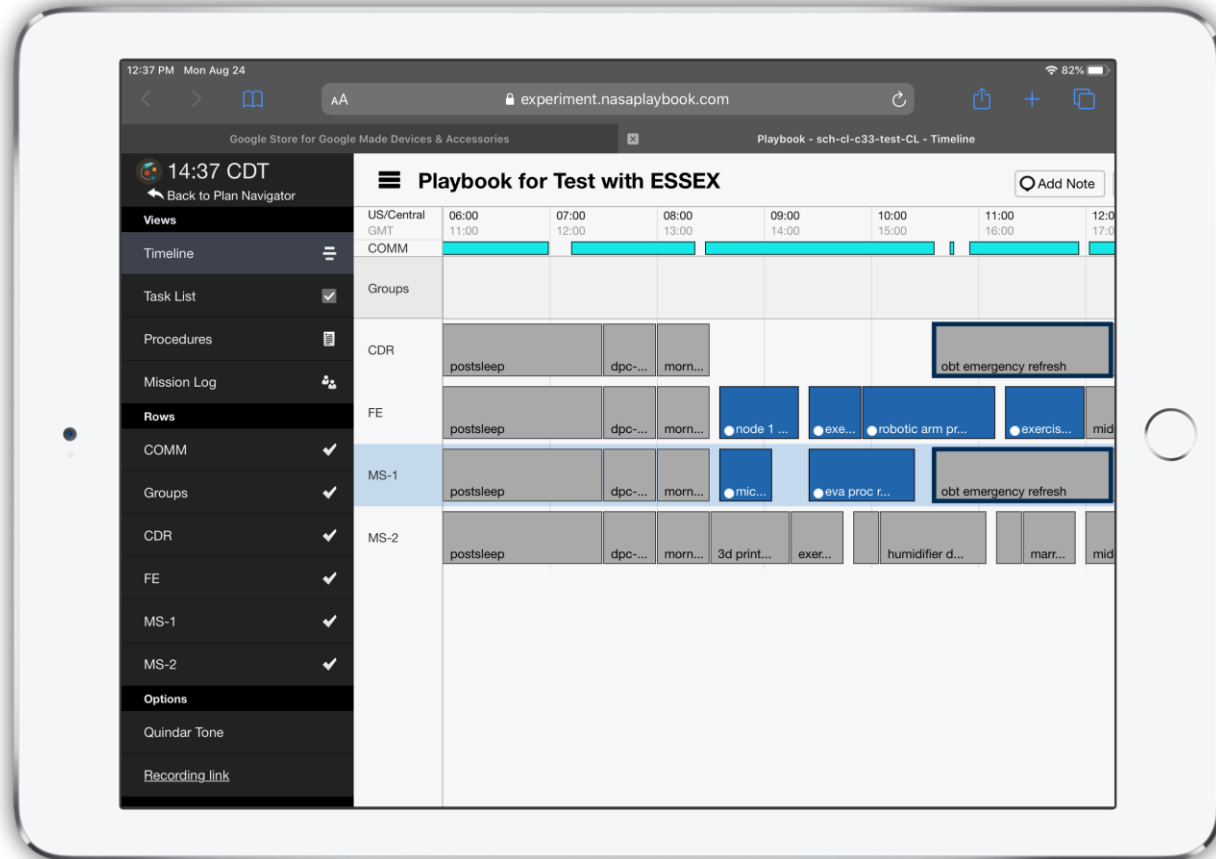 12:37 PM Mon Aug 24
82%
AA
experiment.nasaplaybook.com
Google Store for Google Made Devices & Accessories
Playbook - sch-cl-c33-test-CL - Timeline
14:37 CDT
Back to Plan Navigator
Views
Timeline
Task List
Procedures
Mission Log
Rows
COMM
Groups
CDR
FE
MS-1
MS-2
Options
Quindar Tone
Recording link
Playbook for Test with ESSEX
Add Note
US/Central 06:00 07:00 08:00 09:00 10:00 11:00 12:0
GMT 11:00 12:00 13:00 14:00 15:00 16:00 17:0
COMM
Groups
CDR
postsleep dpc-... morn... obt emergency refresh
FE
postsleep dpc-... morn... node 1 ... exe... robotic arm pr... exercis... mid
MS-1
postsleep dpc-... morn... mic... eva proc r... obt emergency refresh
MS-2
postsleep dpc-... morn... 3d print... exer... humidifier d... marr... mid